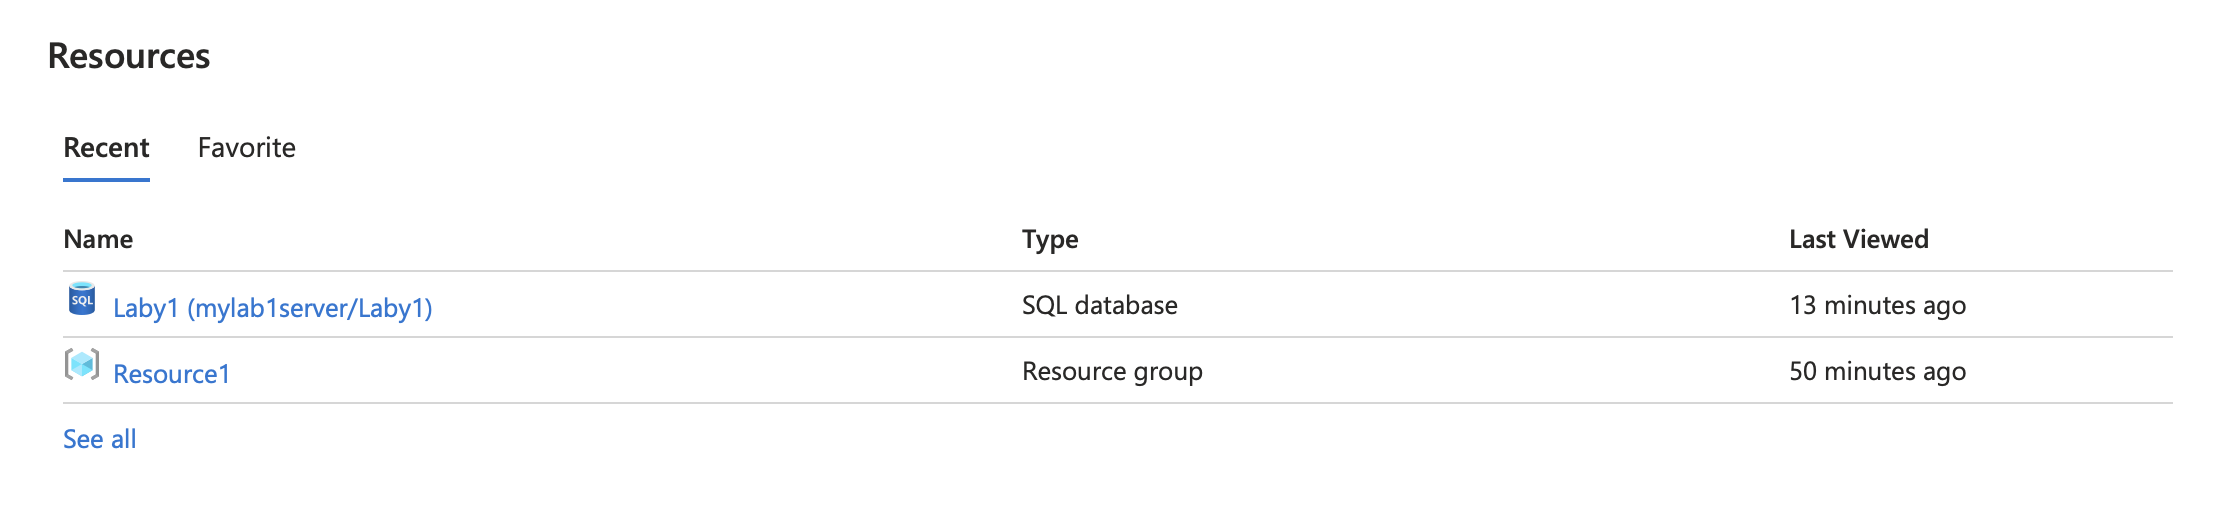 Resources
Recent Favorite
Name Type Last Viewed
SQL Laby1 (mylab1server/Laby1) SQL database 13 minutes ago
Resource1 Resource group 50 minutes ago
See all